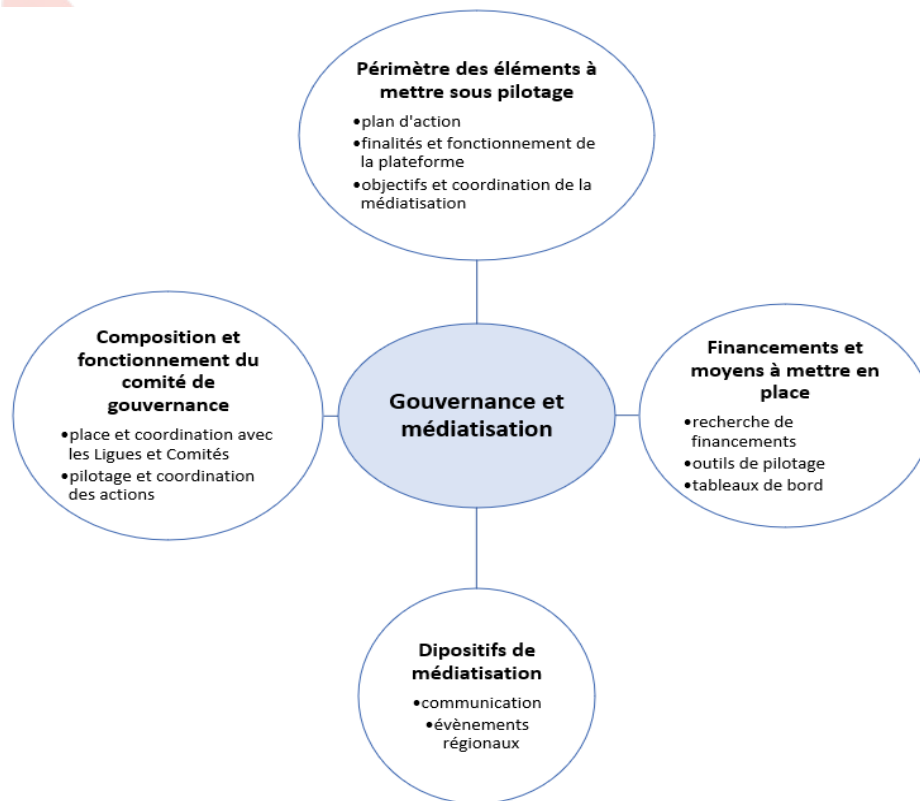 Périmètre des éléments à
mettre sous pilotage
•plan d'action
•finalités et fonctionnement de
la plateforme
•objectifs et coordination de la
médiatisation
Composition et
fonctionnement du
comité de
gouvernance
•place et coordination avec
les Ligues et Comités
•pilotage et coordination
des actions
Gouvernance et
médiatisation
Financements et
moyens à mettre en
place
•recherche de
financements
•outils de pilotage
•tableaux de bord
Dipositifs de
médiatisation
•communication
•évènements
régionaux